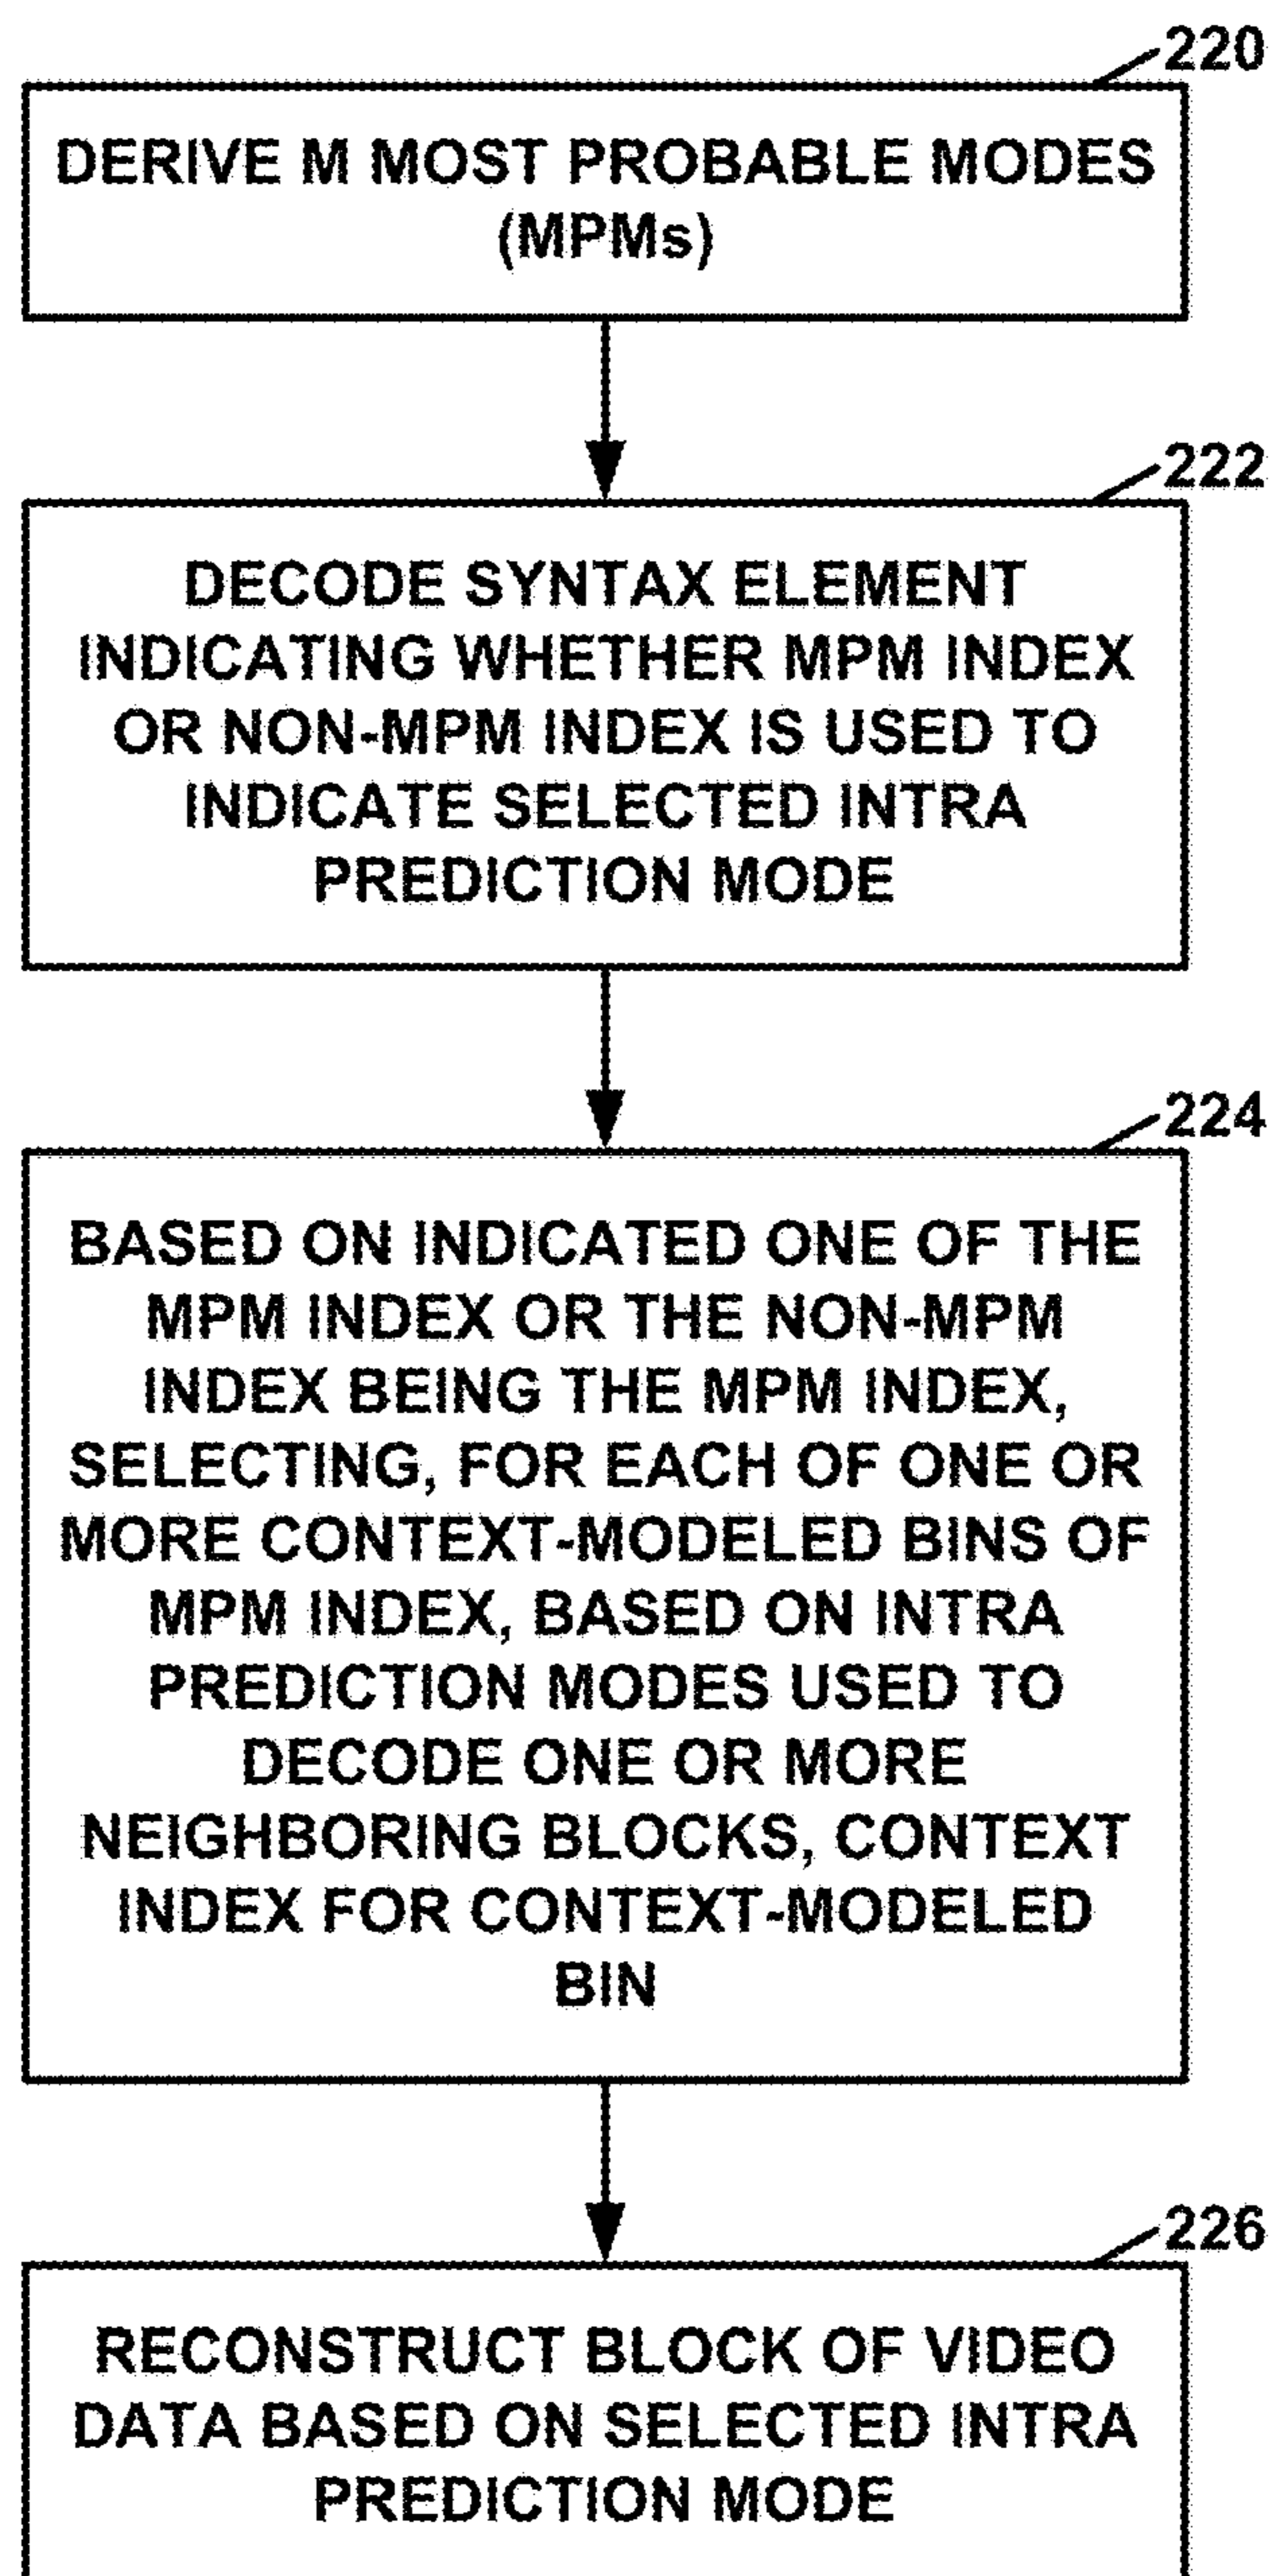 220
DERIVE M MOST PROBABLE MODES
(MPMs)
222
DECODE SYNTAX ELEMENT
INDICATING WHETHER MPM INDEX
OR NON-MPM INDEX IS USED TO
INDICATE SELECTED INTRA
PREDICTION MODE
224
BASED ON INDICATED ONE OF THE
MPM INDEX OR THE NON-MPM
INDEX BEING THE MPM INDEX,
SELECTING, FOR EACH OF ONE OR
MORE CONTEXT-MODELED BINS OF
MPM INDEX, BASED ON INTRA
PREDICTION MODES USED TO
DECODE ONE OR MORE
NEIGHBORING BLOCKS, CONTEXT
INDEX FOR CONTEXT-MODELED
BIN
226
RECONSTRUCT BLOCK OF VIDEO
DATA BASED ON SELECTED INTRA
PREDICTION MODE